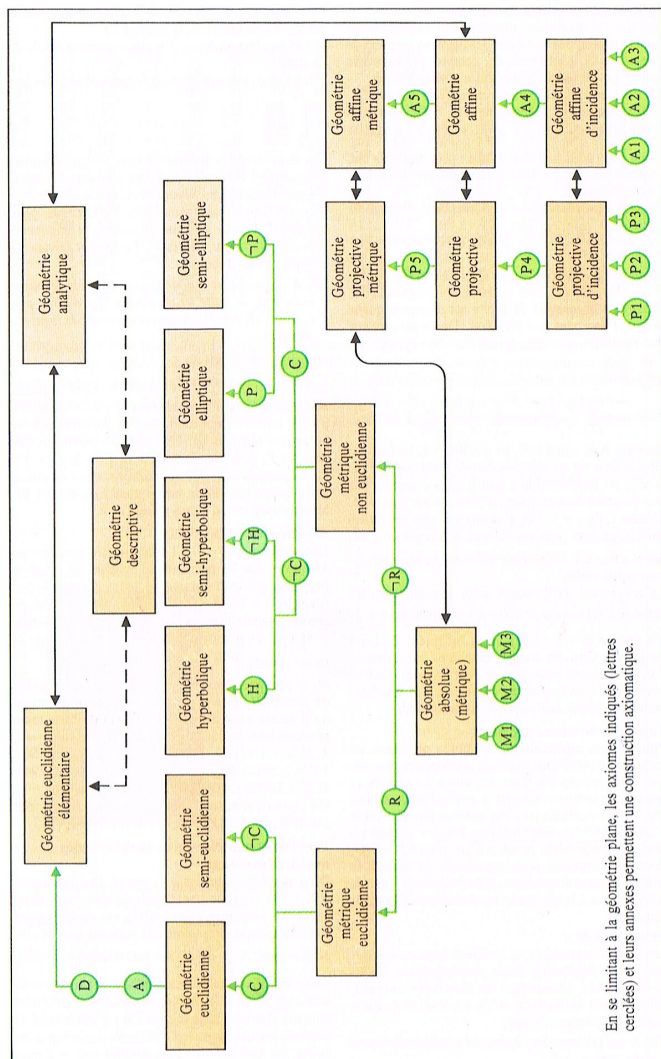 Géométrie euclidienne
élémentaire
Géométrie
analytique
D
Géométrie
descriptive
A
Géométrie
euclidienne
Géométrie
semi-euclidienne
Géométrie
hyperbolique
Géométrie
semi-hyperbolique
Géométrie
elliptique
Géométrie
semi-elliptique
C
¬C
H
¬H
P
¬P
¬C
C
Géométrie
métrique
euclidienne
Géométrie
métrique
non euclidienne
Géométrie
projective
métrique
Géométrie
affine
métrique
R
¬R
P5
A5
Géométrie
absolue
(métrique)
Géométrie
projective
Géométrie
affine
M1
M2
M3
P4
A4
Géométrie
projective
d'incidence
Géométrie
affine
d'incidence
P1
P2
P3
A1
A2
A3
En se limitant à la géométrie plane, les axiomes indiqués (lettres
cerclées) et leurs annexes permettent une construction axiomatique.